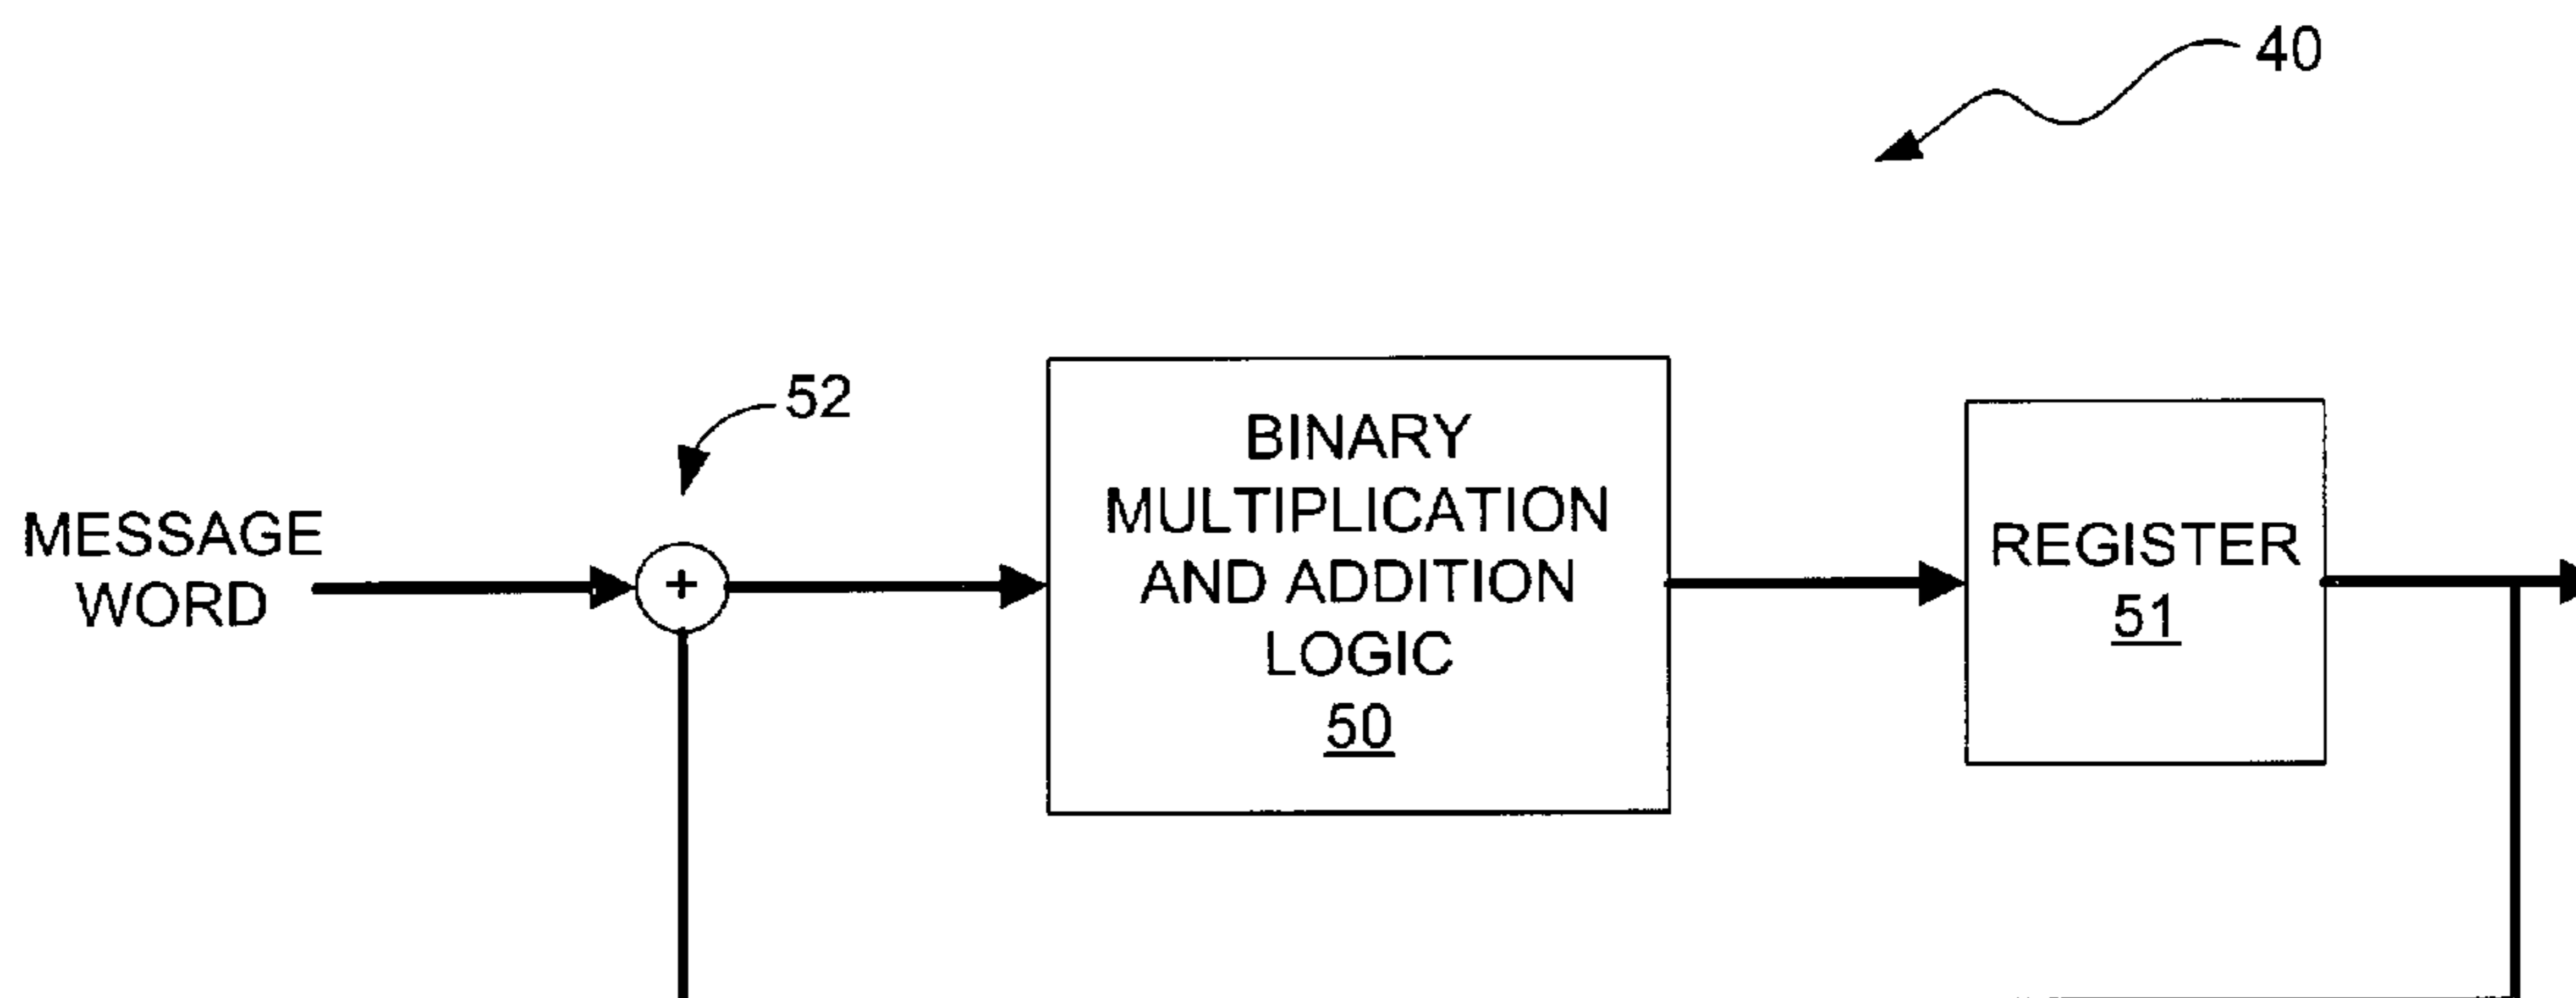 40
52
MESSAGE
WORD
+
BINARY
MULTIPLICATION
AND ADDITION
LOGIC
50
REGISTER
51